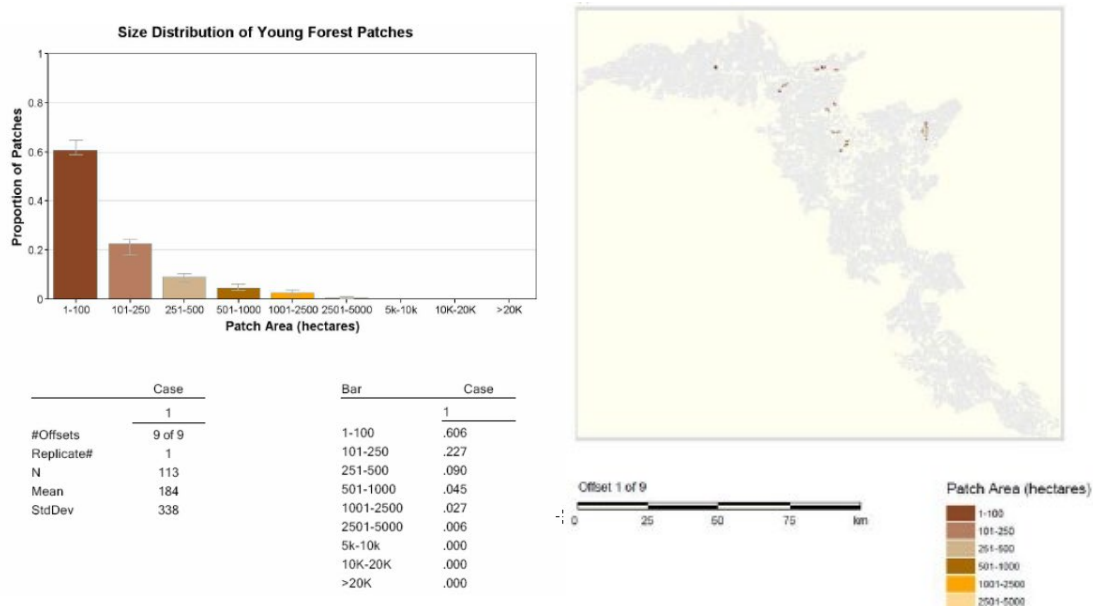 Size Distribution of Young Forest Patches
Proportion of Patches
1
0.8
0.6
0.4
0.2
0
1-100 101-250 251-500 501-1000 1001-2500 2501-5000 5k-10k 10K-20K >20K
Patch Area (hectares)
Case
1
#Offsets 9 of 9
Replicate# 1
N 113
Mean 184
StdDev 338
Bar Case
1
1-100 .606
101-250 .227
251-500 .090
501-1000 .045
1001-2500 .027
2501-5000 .006
5k-10k .000
10K-20K .000
>20K .000
Offset 1 of 9
0 25 50 75 km
Patch Area (hectares)
1-100
101-250
251-500
501-1000
1001-2500
2501-5000